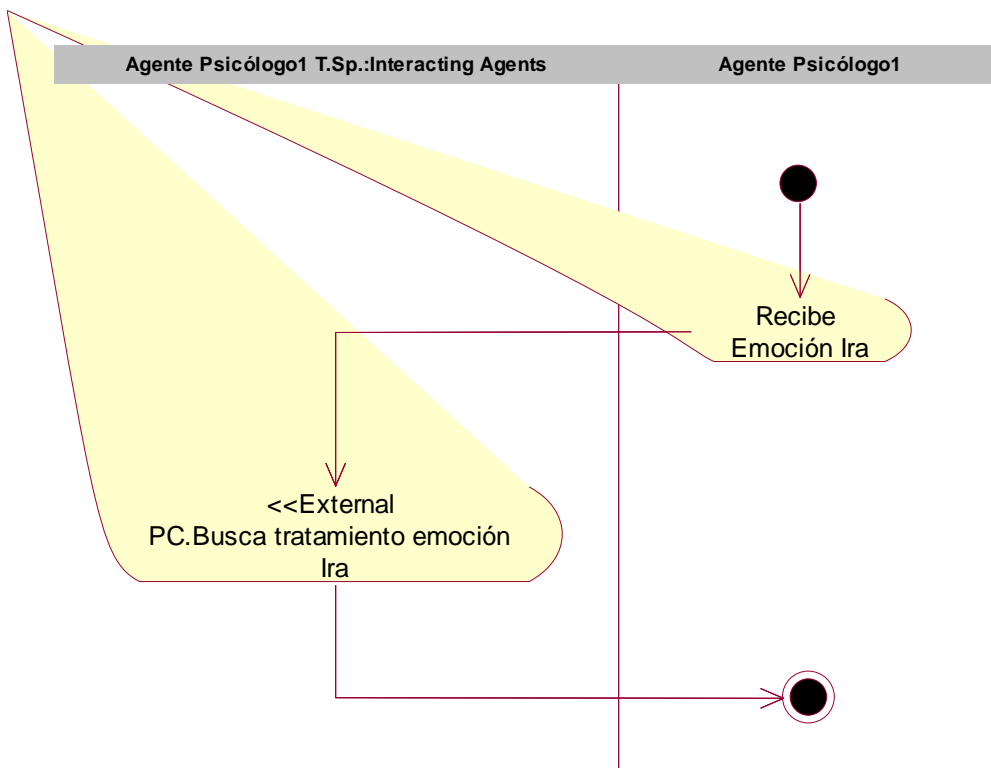 Agente Psicólogo1 T.Sp.:Interacting Agents
Agente Psicólogo1
Recibe
Emoción Ira
<<External
PC.Busca tratamiento emoción
Ira